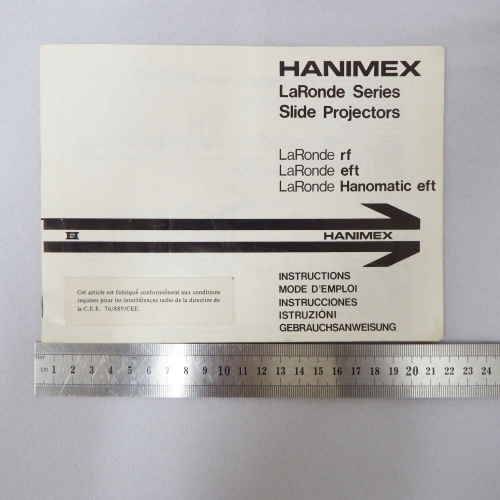 HANIMEX
LaRonde Series
Slide Projectors
LaRonde rf
LaRonde eft
LaRonde Hanomatic eft
HANIMEX
INSTRUCTIONS
MODE D'EMPLOI
INSTRUCCIONES
ISTRUZIONI
GEBRAUCHSANWEISUNG
Cet article est fabriqué conformément aux conditions
requises pour les interférences radio de la directive de
la C.E.E. 76/889/CEE.
cm 1 2 3 4 5 6 7 8 9 10 11 12 13 14 15 16 17 18 19 20 21 22 23 24